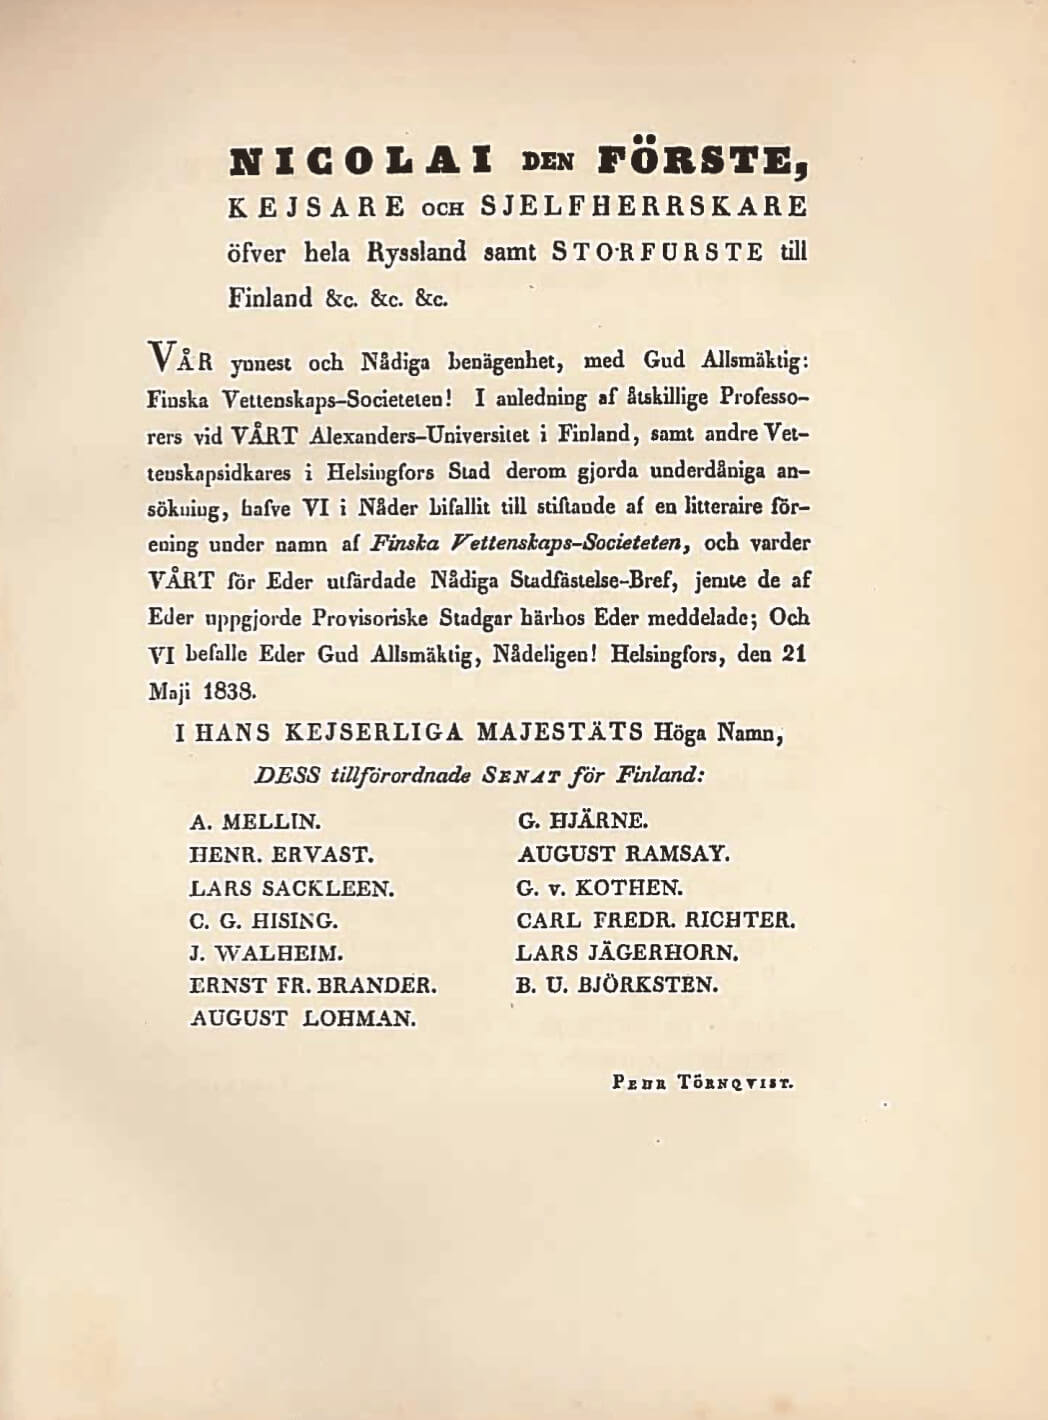 NICOLAI DEN FÖRSTE,
KEJSARE OCH SJELFHERRSKARE
öfver hela Ryssland samt STORFURSTE till
Finland &c. &c. &c.
VÅR ynnest och Nådiga benägenhet, med Gud Allsmäktig:
Finska Vettenskaps-Societeten! I anledning af åtskillige Professo-
rers vid VÅRT Alexanders-Universitet i Finland, samt andre Vet-
tenskapsidkares i Helsingfors Stad derom gjorda underdåniga an-
sökning, hafve VI i Nåder bifallit till stiftande af en litteraire för-
ening under namn af Finska Vettenskaps-Societeten, och varder
VÅRT för Eder utfärdade Nådiga Stadfästelse-Bref, jemte de af
Eder uppgjorde Provisoriske Stadgar härhos Eder meddelade; Och
VI befalle Eder Gud Allsmäktig, Nådeligen! Helsingfors, den 21
Maji 1838.
I HANS KEJSERLIGA MAJESTÄTS Höga Namn,
DESS tillförordnade SENAT för Finland:
A. MELLIN. G. HJÄRNE.
HENR. ERVAST. AUGUST RAMSAY.
LARS SACKLEEN. G. v. KOTHEN.
C. G. HISING. CARL FREDR. RICHTER.
J. WALHEIM. LARS JÄGERHORN.
ERNST FR. BRANDER. B. U. BJÖRKSTEN.
AUGUST LOHMAN.
PEHR TÖRNQVIST.